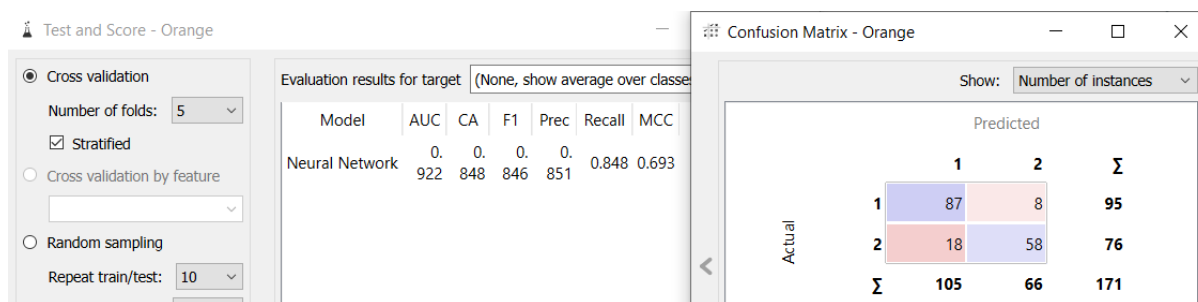 Test and Score - Orange
Cross validation
Number of folds: 5
Stratified
Cross validation by feature
Random sampling
Repeat train/test: 10
Evaluation results for target (None, show average over classes
Model AUC CA F1 Prec Recall MCC
Neural Network 0.922 0.848 0.846 0.851 0.848 0.693
Confusion Matrix - Orange
Show: Number of instances
Predicted
1 2 Σ
Actual
1 87 8 95
2 18 58 76
Σ 105 66 171